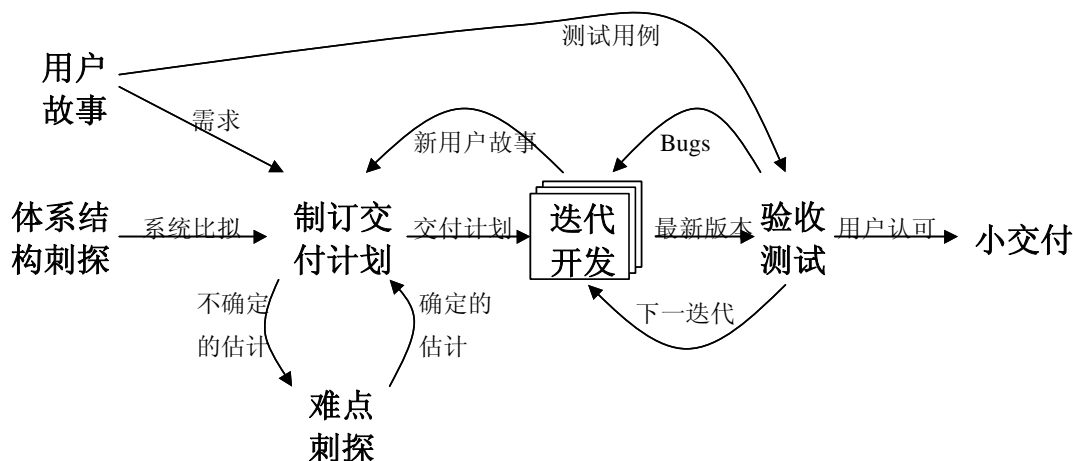 测试用例
用户
故事
需求
新用户故事
Bugs
体系结
构刺探
系统比拟
制订交
付计划
交付计划
迭代
开发
最新版本
验收
测试
用户认可
小交付
不确定
的估计
确定的
估计
下一迭代
难点
刺探